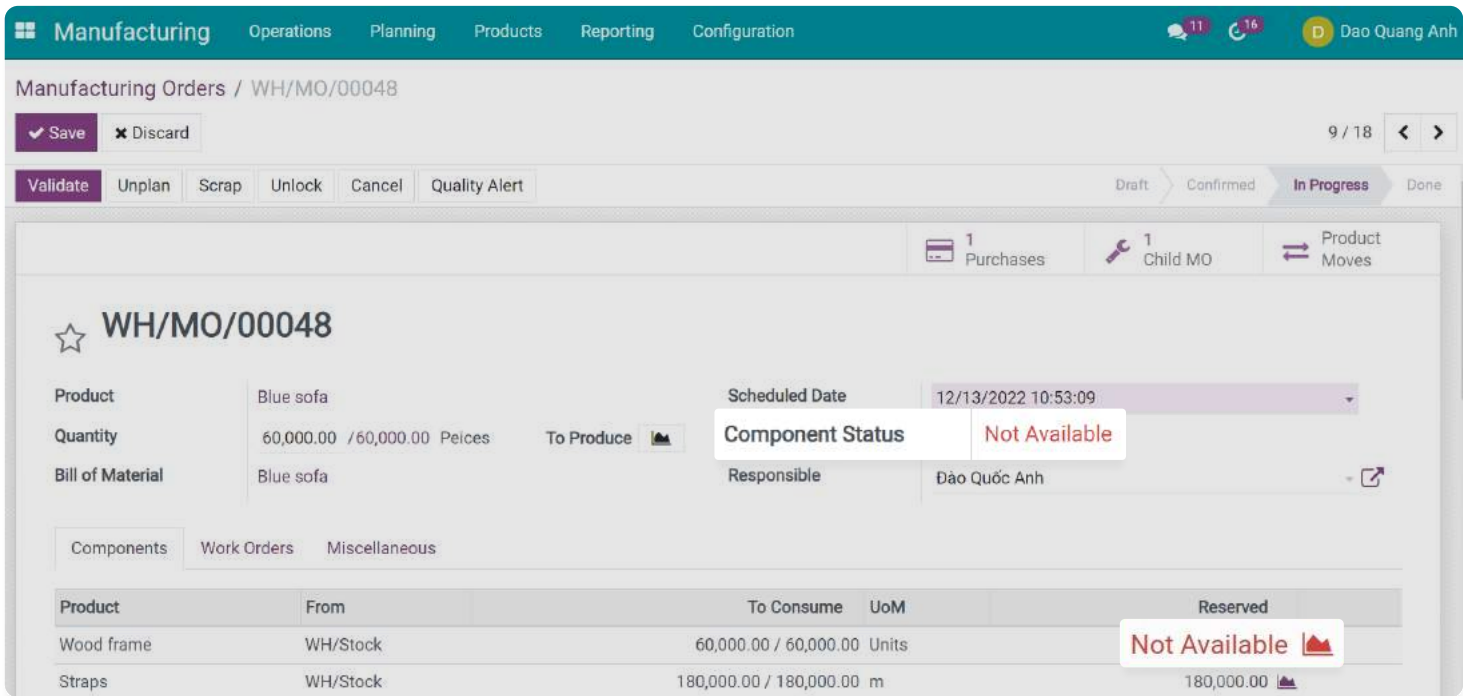 Manufacturing Operations Planning Products Reporting Configuration 11 16 D Dao Quang Anh
Manufacturing Orders / WH/MO/00048
Save Discard 9 / 18
Validate Unplan Scrap Unlock Cancel Quality Alert Draft Confirmed In Progress Done
1 Purchases 1 Child MO Product Moves
WH/MO/00048
Product Blue sofa Scheduled Date 12/13/2022 10:53:09
Quantity 60,000.00 /60,000.00 Peices To Produce Component Status Not Available
Bill of Material Blue sofa Responsible Đào Quốc Anh
Components Work Orders Miscellaneous
Product From To Consume UoM Reserved
Wood frame WH/Stock 60,000.00 / 60,000.00 Units Not Available
Straps WH/Stock 180,000.00 / 180,000.00 m 180,000.00